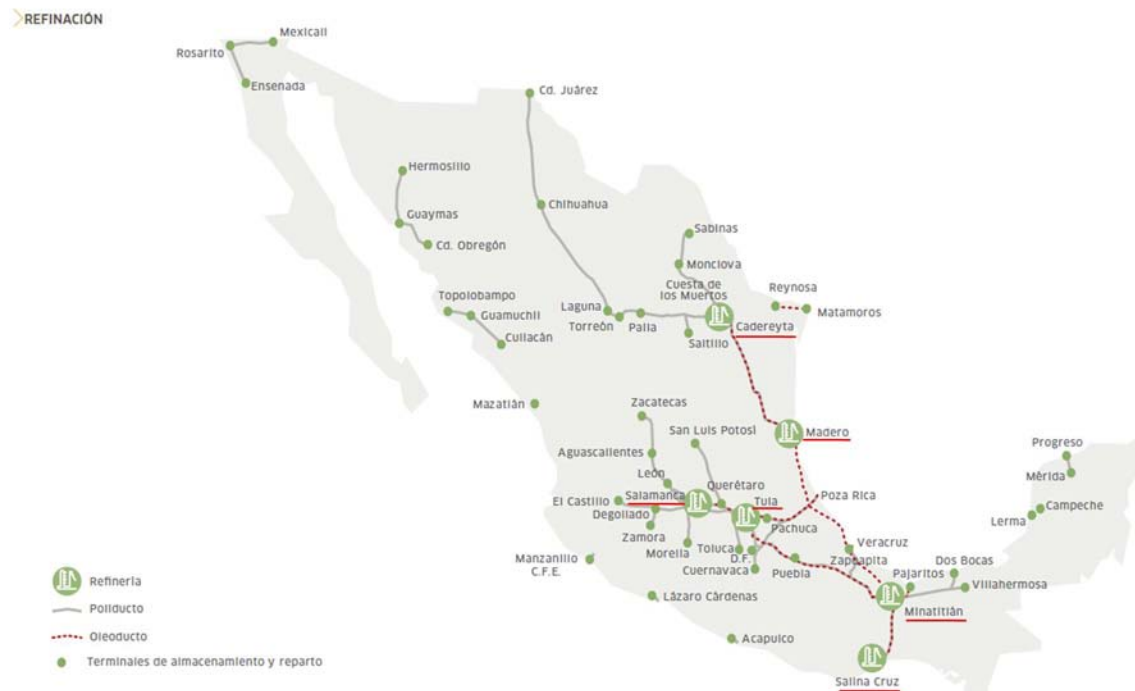 REFINACIÓN
Mexicali
Rosarito
Ensenada
Cd. Juárez
Hermosillo
Chihuahua
Guaymas
Sabinas
Cd. Obregón
Monclova
Cuesta de
los Muertos
Reynosa
Topolobampo
Laguna
Guamuchil
Matamoros
Torreón
Palla
Cadereyta
Culiacán
Saltillo
Mazatlán
Zacatecas
San Luis Potosí
Madero
Progreso
Aguascalientes
Mérida
León
Querétaro
El Castillo
Salamanca
Tula
Poza Rica
Campeche
Degollado
Pachuca
Lerma
Zamora
Morelia
Toluca
D.F.
Veracruz
Zapoapita
Dos Bocas
Manzanillo
C.F.E.
Cuernavaca
Puebla
Pajaritos
Villahermosa
Refinería
Lázaro Cárdenas
Minatitlán
Poliducto
Oleoducto
Acapulco
Terminales de almacenamiento y reparto
Salina Cruz